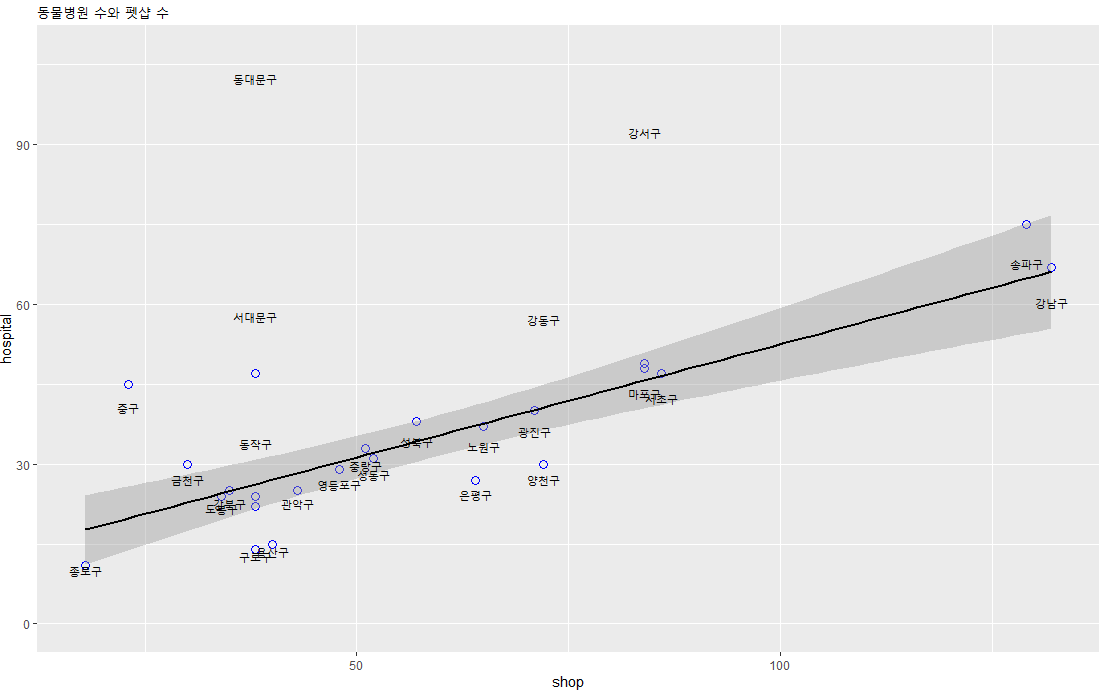 동물병원 수와 펫샵 수
동대문구
강서구
90
송파구
60
강남구
서대문구
강동구
hospital
마포구
서초구
중구
동작구
성북구
광진구
노원구
30
중랑구
성동구
금천구
영등포구
양천구
은평구
강북구
도봉구
관악구
용산구
구로구
종로구
0
50
100
shop